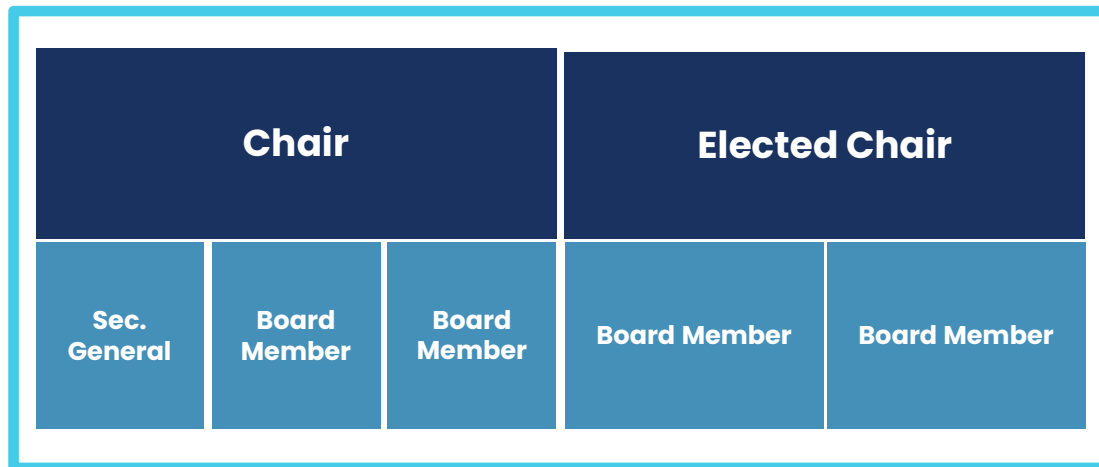 Chair
Elected Chair
Sec.
General
Board
Member
Board
Member
Board Member
Board Member